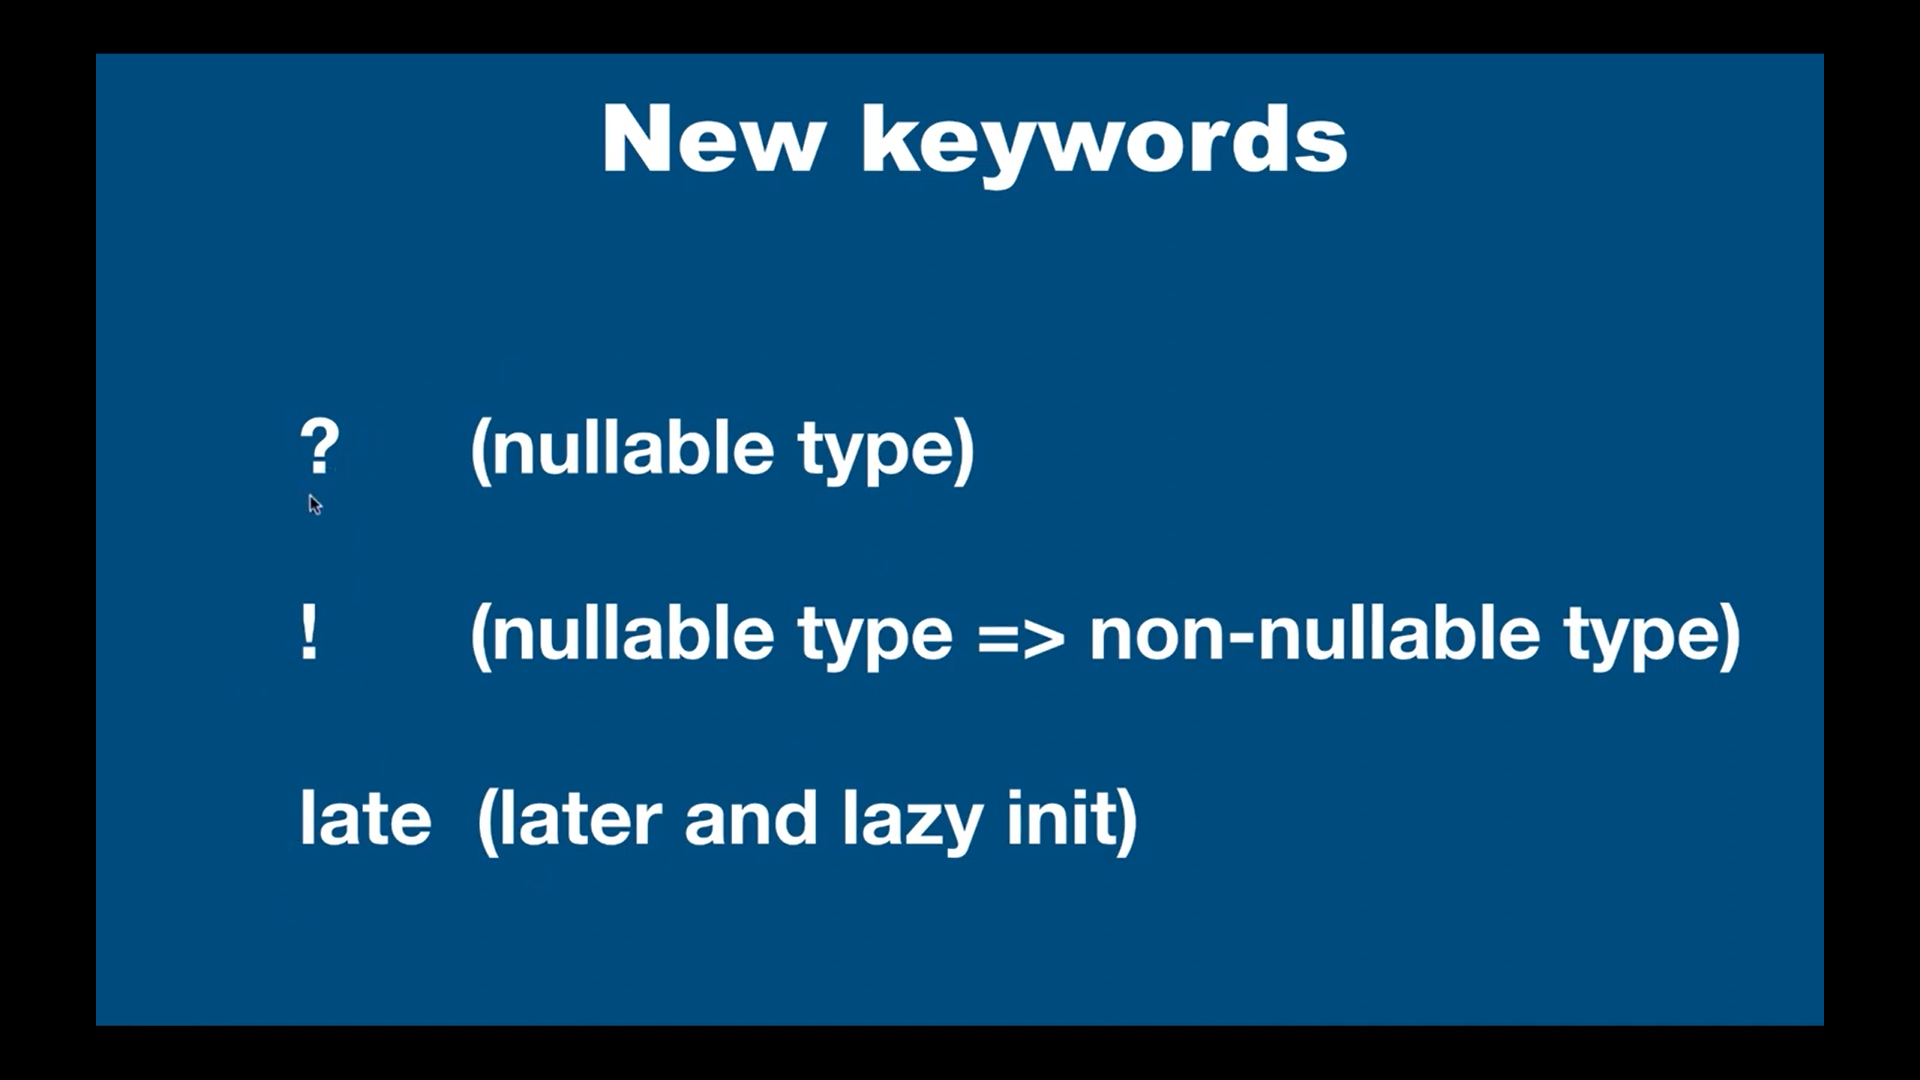 New keywords
? (nullable type)
! (nullable type => non-nullable type)
late (later and lazy init)